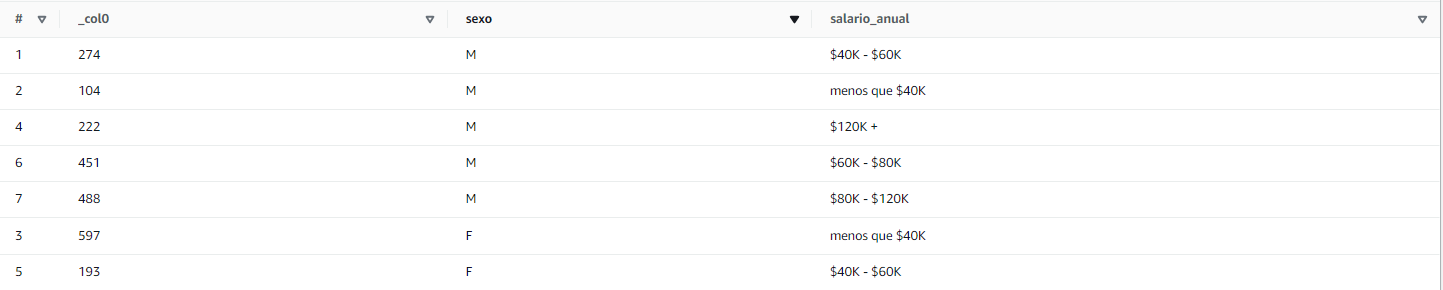 # _col0 sexo salario_anual
1 274 M $40K - $60K
2 104 M menos que $40K
4 222 M $120K +
6 451 M $60K - $80K
7 488 M $80K - $120K
3 597 F menos que $40K
5 193 F $40K - $60K